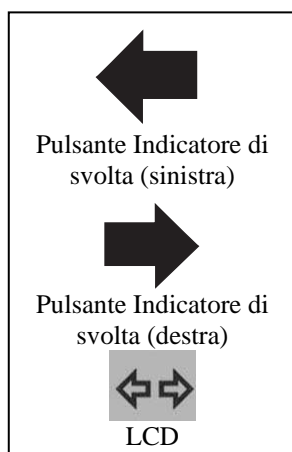 Pulsante Indicatore di
svolta (sinistra)
Pulsante Indicatore di
svolta (destra)
LCD